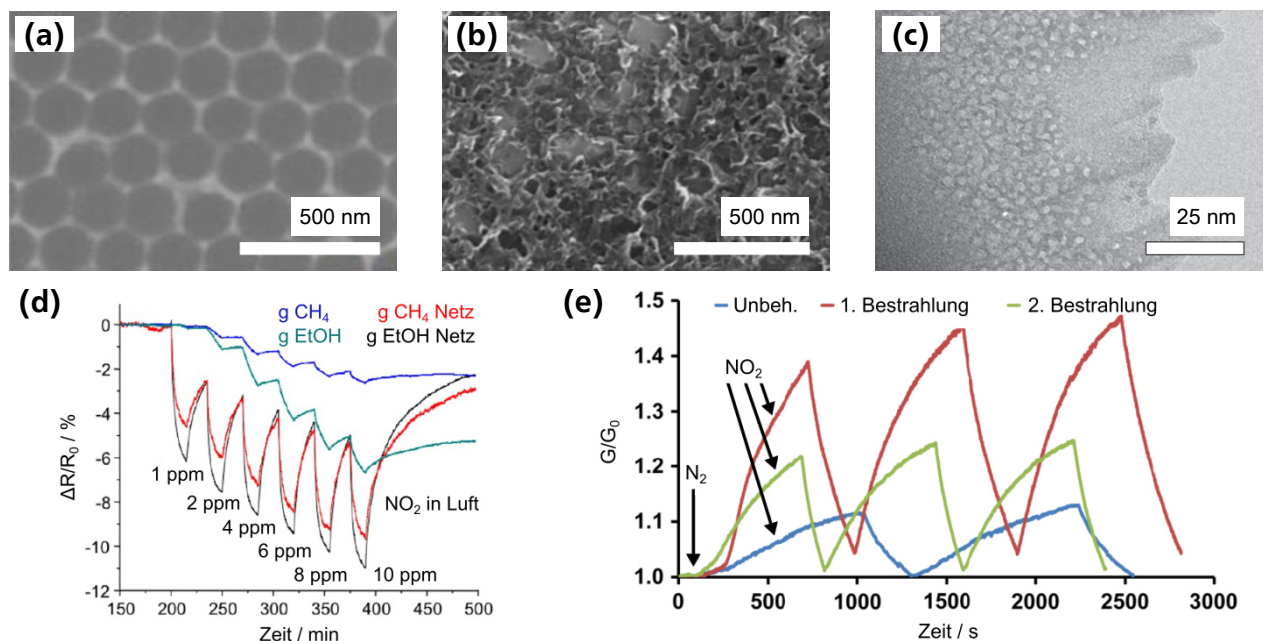 (a)
500 nm
(b)
500 nm
(c)
25 nm
(d)
g CH₄ g CH₄ Netz
g EtOH g EtOH Netz
1 ppm
2 ppm
4 ppm
6 ppm
8 ppm
10 ppm
NO₂ in Luft
0
-2
-4
-6
-8
-10
-12
ΔR/R₀ / %
150 200 250 300 350 400 450 500
Zeit / min
(e)
Unbeh. 1. Bestrahlung 2. Bestrahlung
NO₂
N₂
1.5
1.4
1.3
1.2
1.1
1.0
G/G₀
0 500 1000 1500 2000 2500 3000
Zeit / s